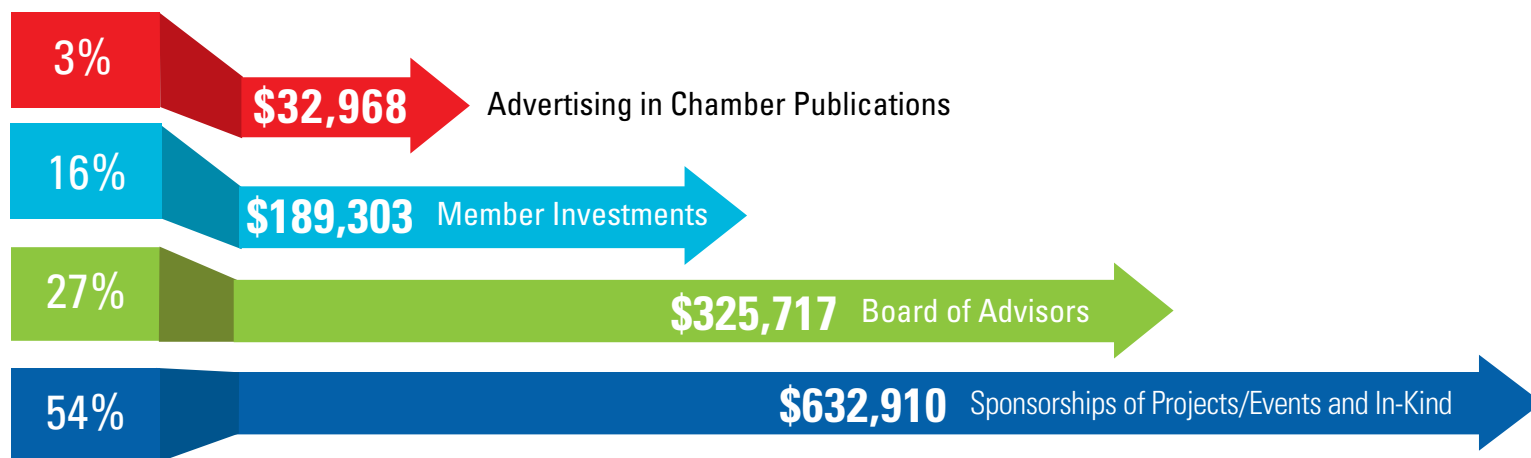 3%
$32,968 Advertising in Chamber Publications
16%
$189,303 Member Investments
27%
$325,717 Board of Advisors
54%
$632,910 Sponsorships of Projects/Events and In-Kind